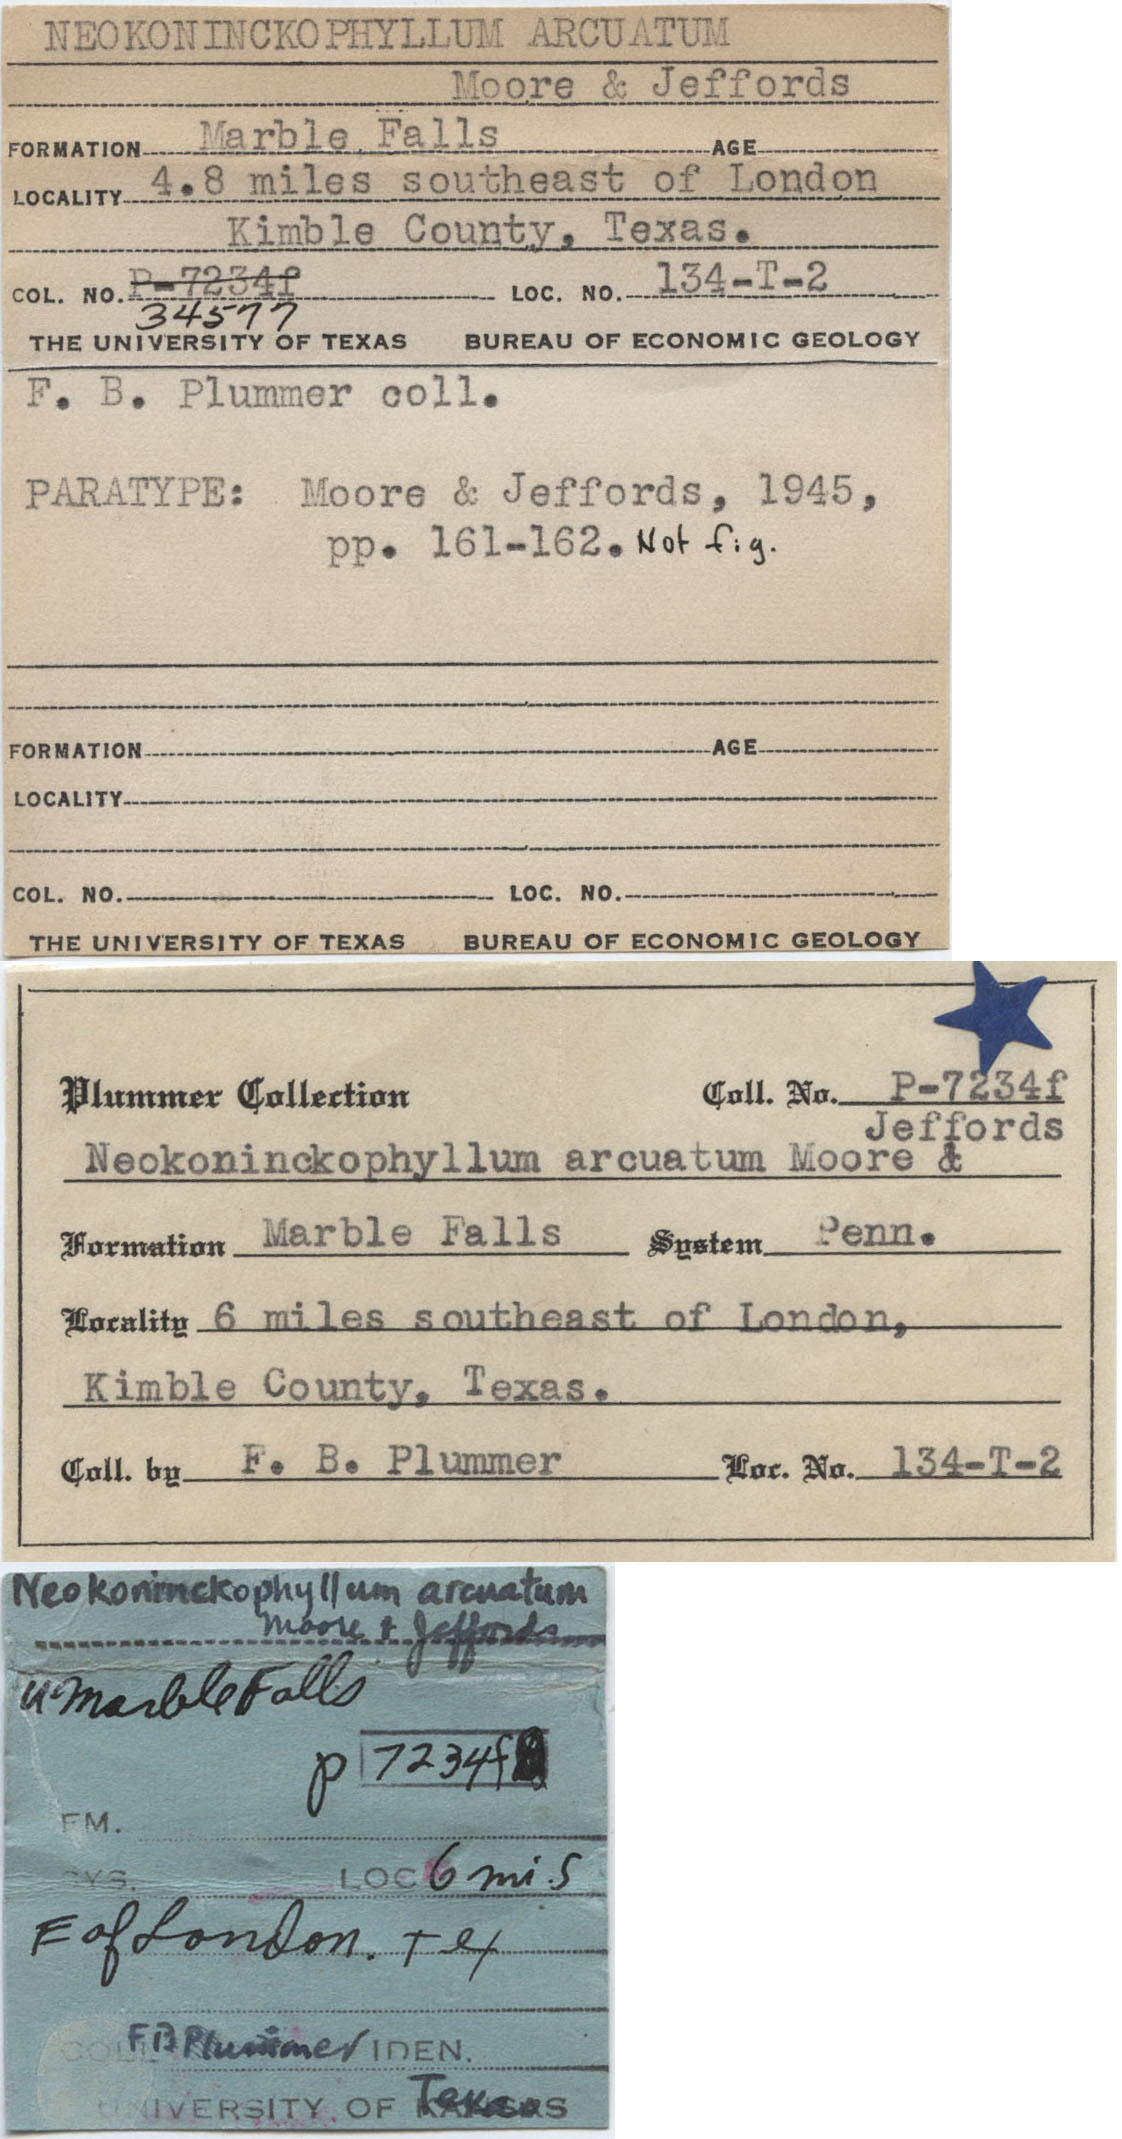 NEOKONINCKOPHYLLUM ARCUATUM
Moore & Jeffords
FORMATION Marble Falls AGE
LOCALITY 4.8 miles southeast of London
Kimble County, Texas.
COL. NO. P-7234f LOC. NO. 134-T-2
34577
THE UNIVERSITY OF TEXAS BUREAU OF ECONOMIC GEOLOGY
F. B. Plummer coll.
PARATYPE: Moore & Jeffords, 1945,
pp. 161-162. Not fig.
FORMATION AGE
LOCALITY
COL. NO. LOC. NO.
THE UNIVERSITY OF TEXAS BUREAU OF ECONOMIC GEOLOGY
Plummer Collection Coll. No. P-7234f
Jeffords
Neokoninckophyllum arcuatum Moore &
Formation Marble Falls System Penn.
Locality 6 miles southeast of London,
Kimble County, Texas.
Coll. by F. B. Plummer Loc. No. 134-T-2
Neokoninckophyllum arcuatum
Moore & Jeffords
u. Marble Falls
p 7234f
FM.
SYS. LOC 6 mi. S
E of London. Tex
COLL F B Plummer IDEN.
UNIVERSITY OF KANSAS Texas